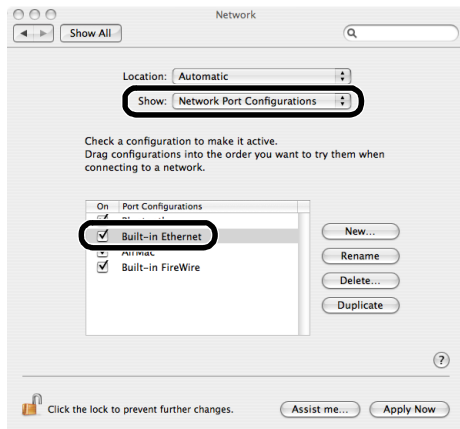 Network
Show All
Location: Automatic
Show: Network Port Configurations
Check a configuration to make it active.
Drag configurations into the order you want to try them when
connecting to a network.
On Port Configurations
Built-in Ethernet
AirMac
Built-in FireWire
New...
Rename
Delete...
Duplicate
?
Click the lock to prevent further changes.
Assist me...
Apply Now